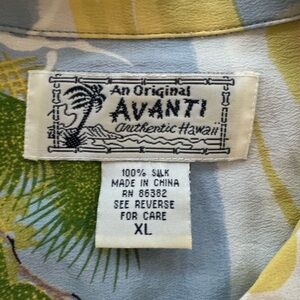 An Original
AVANTI
authentic Hawaii
100% SILK
MADE IN CHINA
RN 86382
SEE REVERSE
FOR CARE
XL